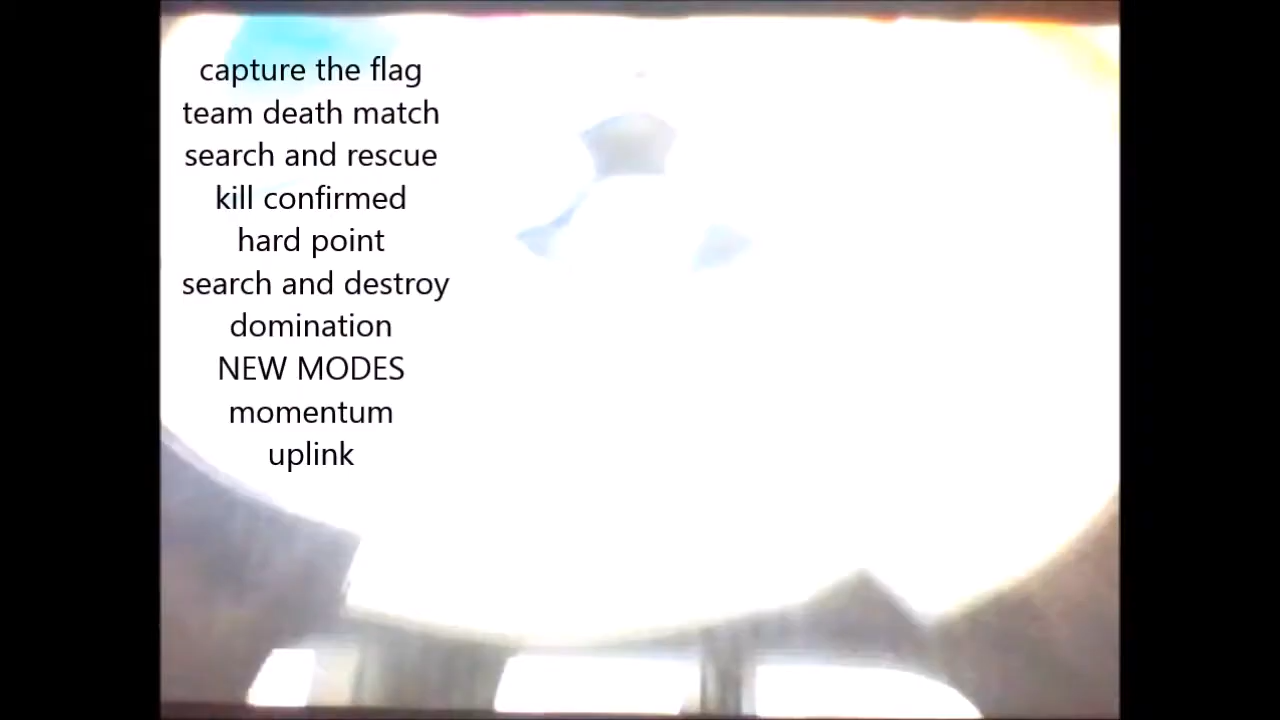 capture the flag
team death match
search and rescue
kill confirmed
hard point
search and destroy
domination
NEW MODES
momentum
uplink